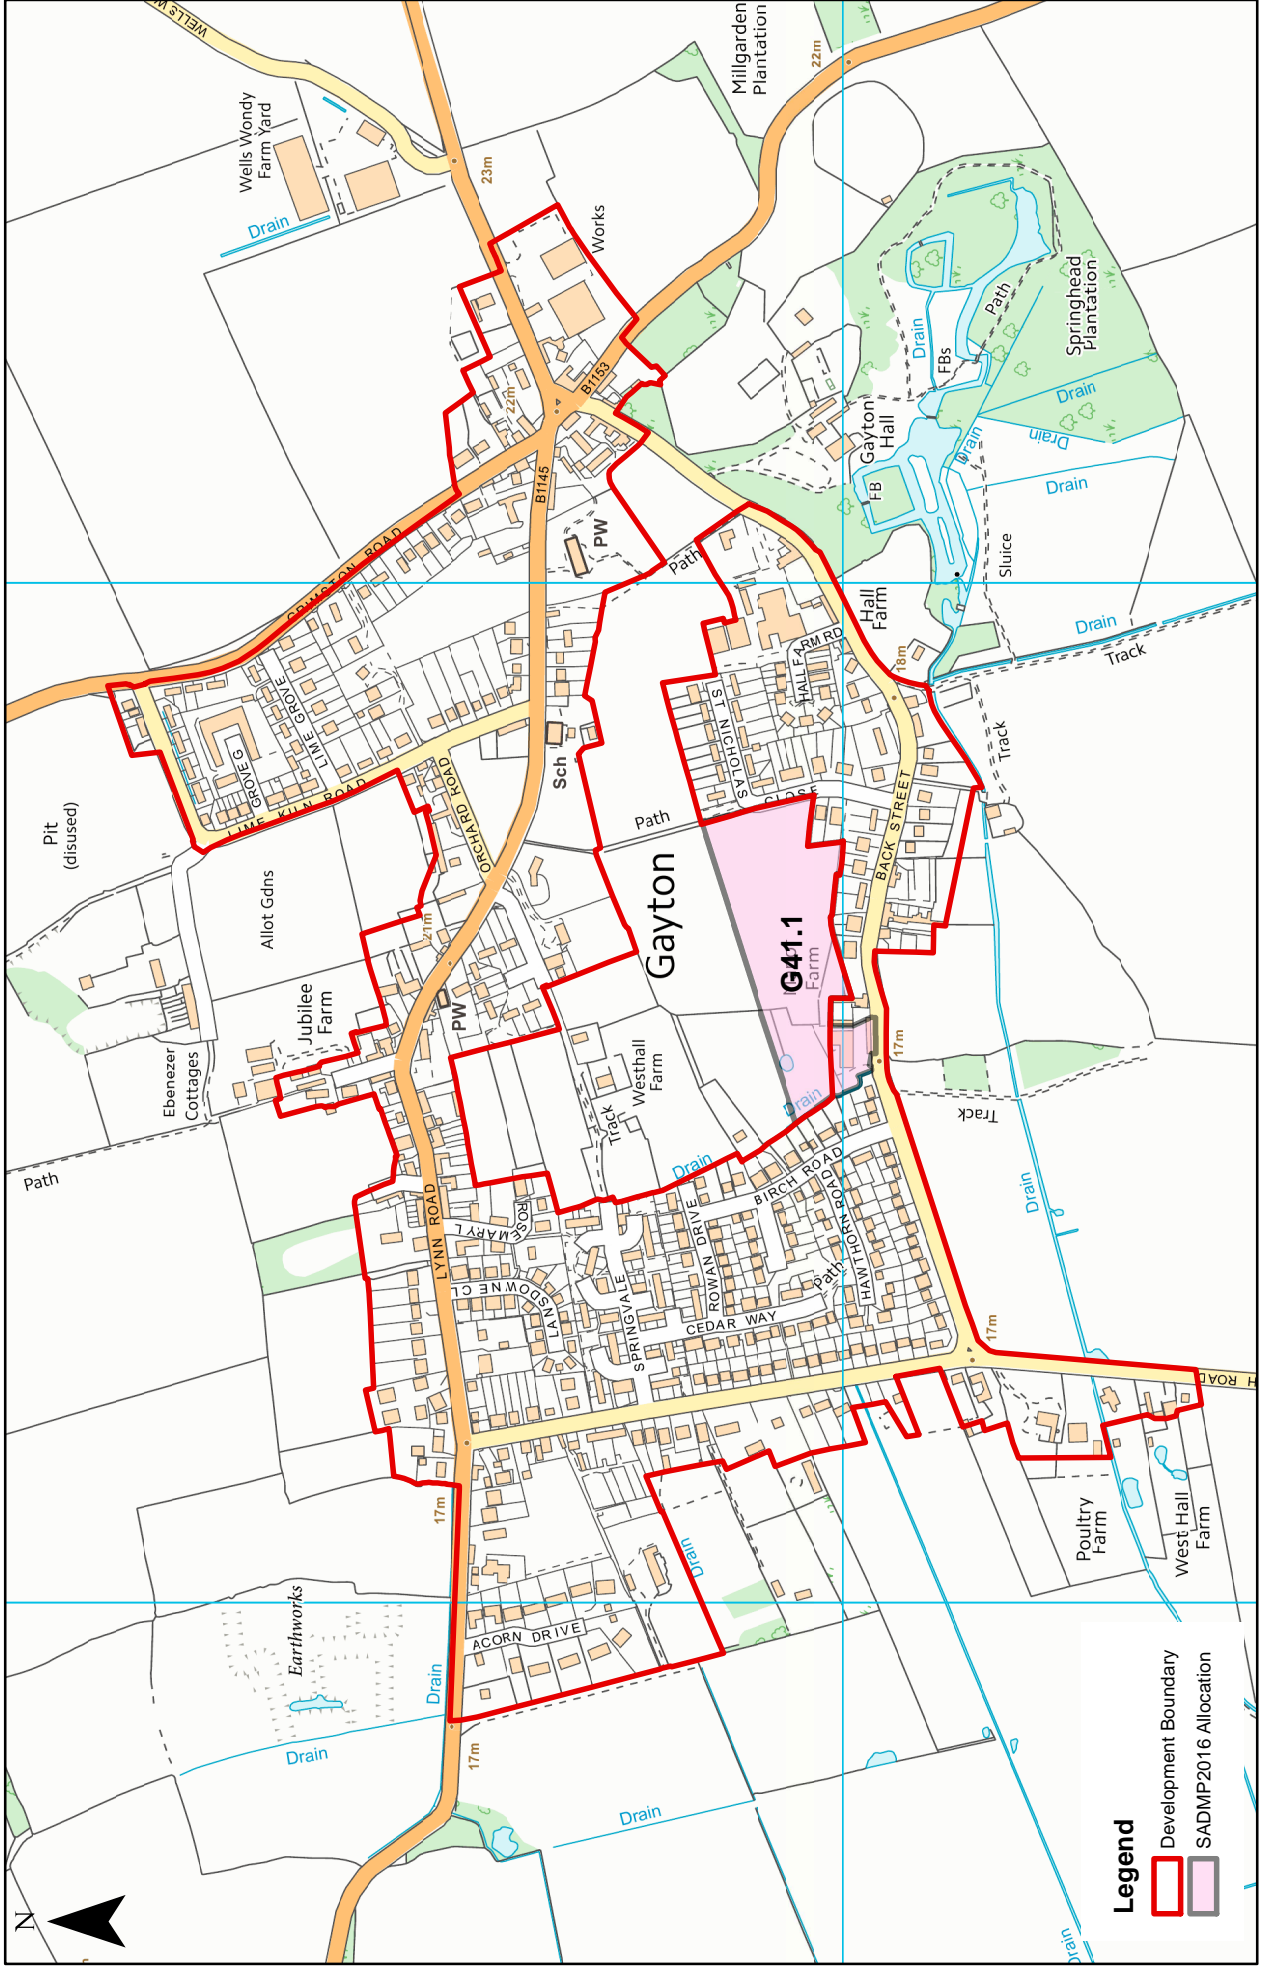 N
WELLS W
Wells Wondy
Farm Yard
Drain
23m
Millgarden
Plantation
22m
Works
22m
B1153
B1145
GRIMSTON ROAD
PW
Path
Gayton
Hall
FB
FBs
Drain
Path
Springhead
Plantation
Drain
Drain
Drain
Drain
Sluice
Hall
Farm
18m
Drain
Track
Track
HALL FARM RD
ST NICHOLAS
CLOSE
BACK STREET
LIME GROVE
GROVE G
LIME KILN ROAD
ORCHARD ROAD
Sch
Path
Pit
(disused)
Allot Gdns
21m
Gayton
G41.1
Farm
Drain
17m
Track
Jubilee
Farm
PW
Ebenezer
Cottages
Path
Westhall
Farm
Track
Drain
LYNN ROAD
ROSEMARY L
LANSDOWNE CL
SPRINGVALE
ROWAN DRIVE
BIRCH ROAD
HAWTHORN ROAD
CEDAR WAY
Path
17m
Drain
H ROAD
Poultry
Farm
West Hall
Farm
17m
Drain
ACORN DRIVE
Earthworks
Drain
Drain
17m
Drain
Drain
Legend
Development Boundary
SADMP2016 Allocation